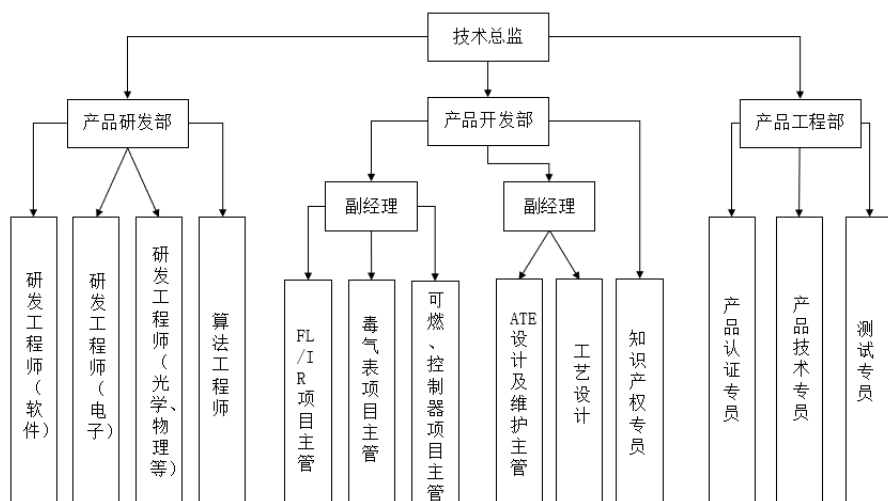 技术总监
产品研发部
产品开发部
产品工程部
副经理
副经理
研发工程师（软件）
研发工程师（电子）
研发工程师（光学、物理等）
算法工程师
FL/IR项目主管
毒气表项目主管
可燃、控制器项目主管
ATE设计及维护主管
工艺设计
知识产权专员
产品认证专员
产品技术专员
测试专员